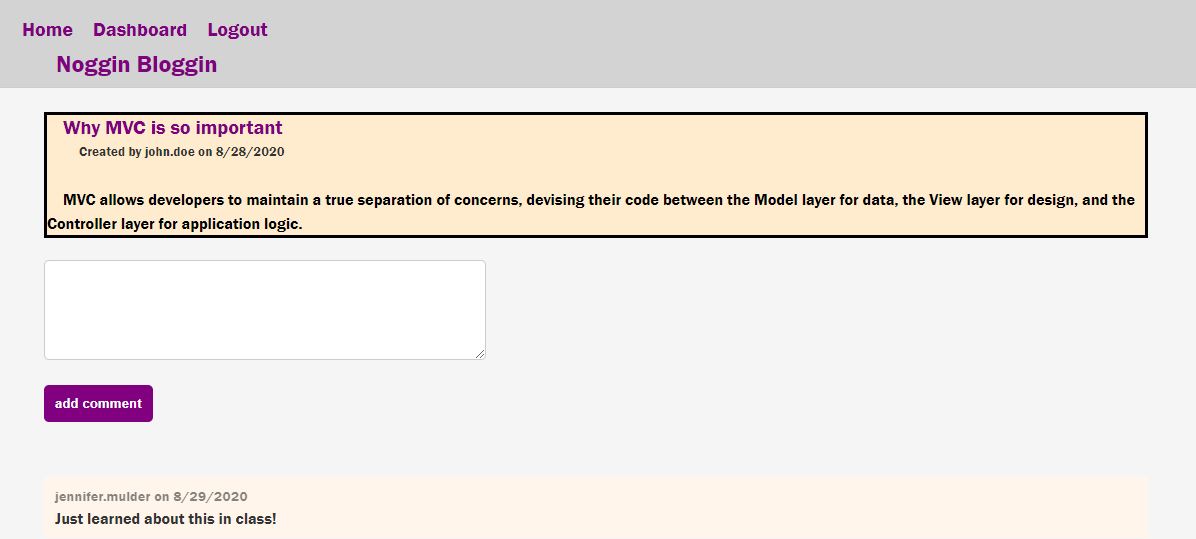 Home Dashboard Logout
Noggin Bloggin
Why MVC is so important
Created by john.doe on 8/28/2020
MVC allows developers to maintain a true separation of concerns, devising their code between the Model layer for data, the View layer for design, and the
Controller layer for application logic.
add comment
jennifer.mulder on 8/29/2020
Just learned about this in class!